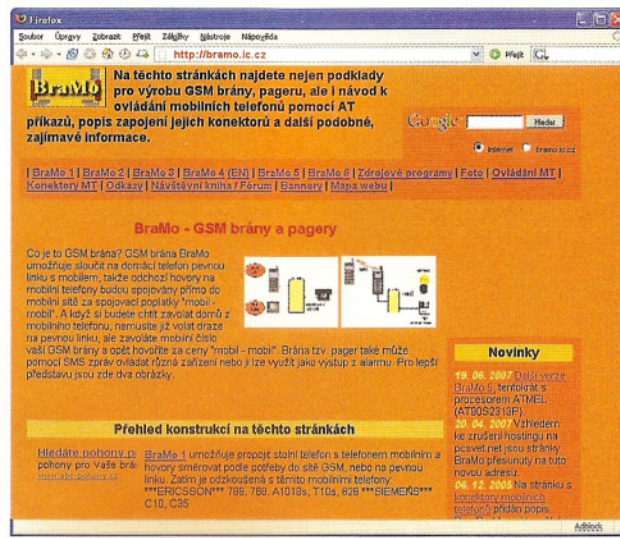 Firefox
Soubor Úpravy Zobrazit Přejít Záložky Nástroje Nápověda
http://bramo.ic.cz Přejít
BraMo
Na těchto stránkách najdete nejen podklady
pro výrobu GSM brány, pageru, ale i návod k
ovládání mobilních telefonů pomocí AT
příkazů, popis zapojení jejich konektorů a další podobné,
zajímavé informace.
Google Hledat
Internet bramo.ic.cz
| BraMo 1 | BraMo 2 | BraMo 3 | BraMo 4 (EN) | BraMo 5 | BraMo 6 | Zdrojové programy | Foto | Ovládání MT |
Konektory MT | Odkazy | Návštěvní kniha / Fórum | Bannery | Mapa webu |
BraMo - GSM brány a pagery
Co je to GSM brána? GSM brána BraMo
umožňuje sloučit na domácí telefon pevnou
linku s mobilem, takže odchozí hovory na
mobilní telefony budou spojovány přímo do
mobilní sítě za spojovací poplatky "mobil -
mobil". A když si budete chtít zavolat domů z
mobilního telefonu, nemusíte již volat draze
na pevnou linku, ale zavoláte mobilní číslo
vaší GSM brány a opět hovoříte za ceny "mobil - mobil". Brána tzv. pager také může
pomocí SMS zpráv ovládat různá zařízení nebo ji lze využít jako výstup z alarmu. Pro lepší
představu jsou zde dva obrázky.
Novinky
19. 06. 2007 Další verze
BraMo 5, tentokrát s
procesorem ATMEL
(AT90S2313P).
20. 04. 2007 Vzhledem
ke zrušení hostingu na
pcsvet.net jsou stránky
BraMo přesunuty na tuto
novou adresu.
06. 12. 2005 Na stránku s
konektory mobilních
telefonů přidán popis
Přehled konstrukcí na těchto stránkách
Hledáte pohony p
pohony pro Vaše brá
www.abc-pohony.cz
BraMo 1 umožňuje propojit stolní telefon s telefonem mobilním a
hovory směrovat podle potřeby do sítě GSM, nebo na pevnou
linku. Zatím je odzkoušená s těmito mobilními telefony:
***ERICSSON*** 788, 768, A1018s, T10s, 628 ***SIEMENS***
C10, C35
Adblock